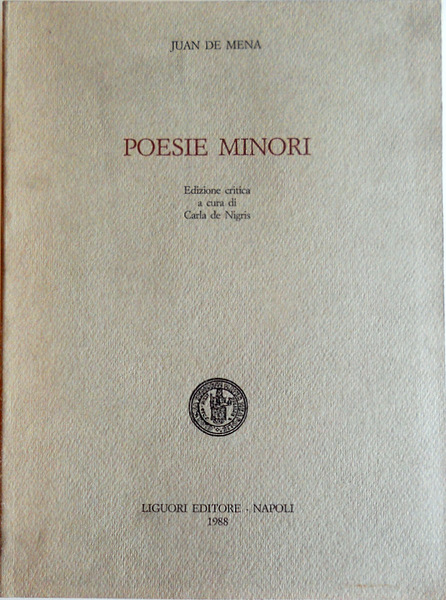 JUAN DE MENA
POESIE MINORI
Edizione critica
a cura di
Carla de Nigris
LIGUORI EDITORE · NAPOLI
1988